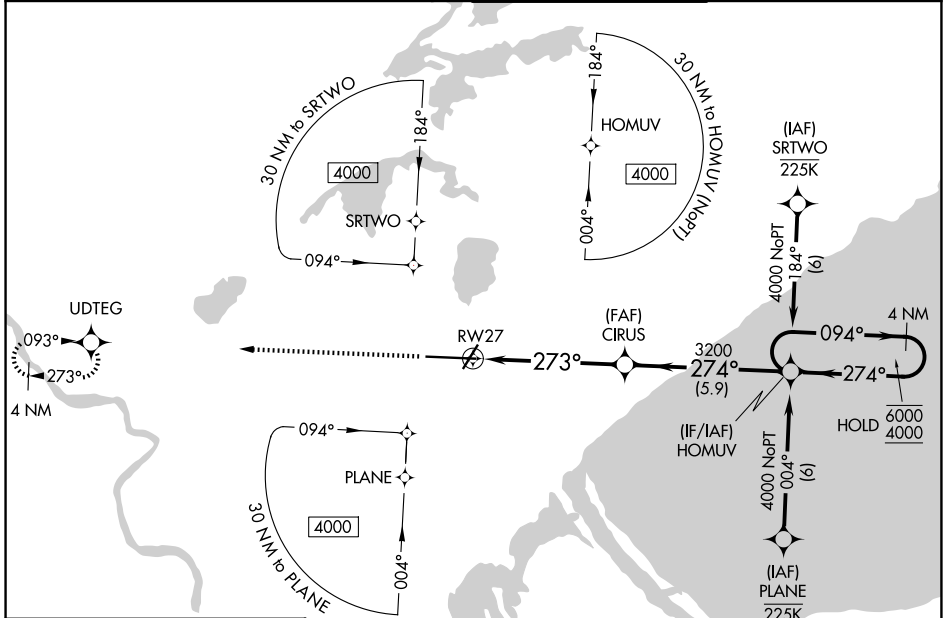 30 NM to SRTWO
184°
4000
SRTWO
094°
184°
HOMUV
30 NM to HOMUV (NoPT)
4000
004°
(IAF)
SRTWO
225K
4000 NoPT
184°
(6)
UDTEG
093°
273°
4 NM
RW27
273°
(FAF)
CIRUS
3200
274°
(5.9)
094°
4 NM
274°
HOLD
6000
4000
(IF/IAF)
HOMUV
4000 NoPT
004°
(6)
(IAF)
PLANE
225K
094°
PLANE
4000
30 NM to PLANE
004°